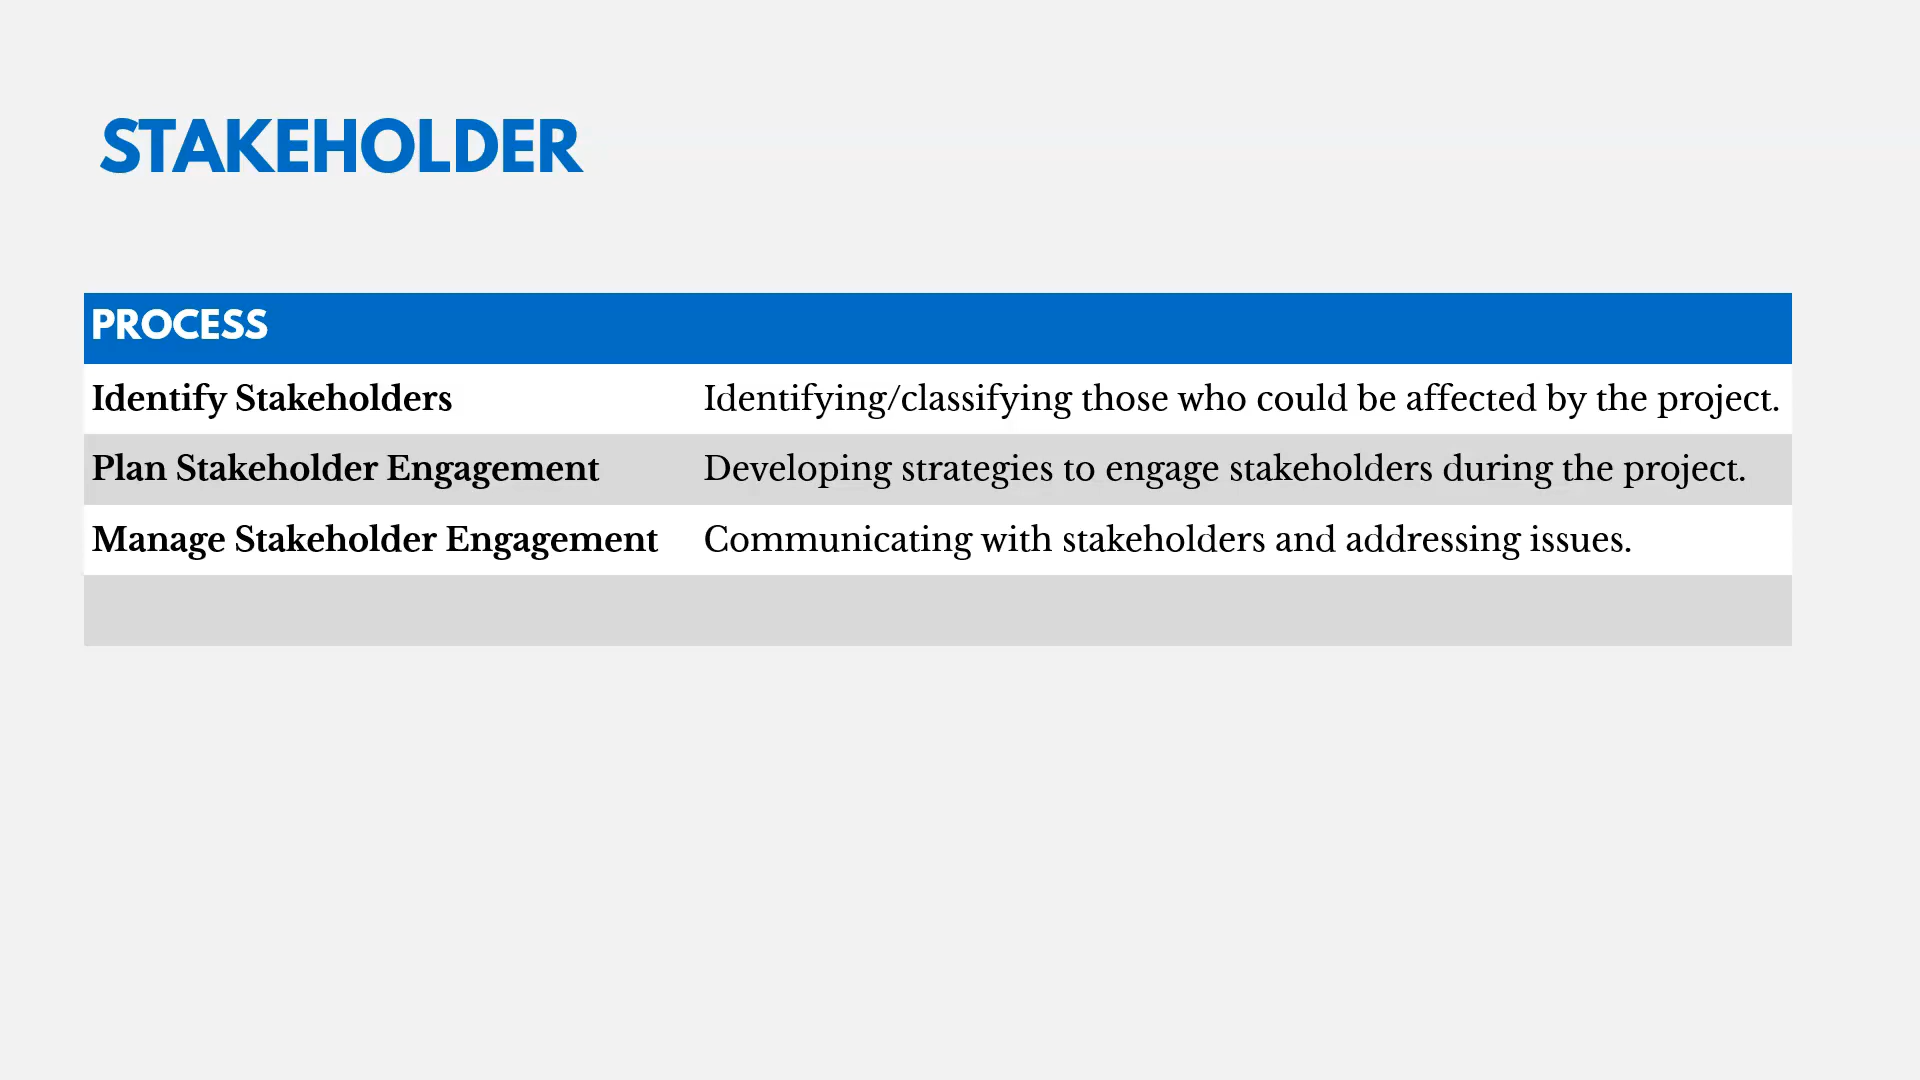 STAKEHOLDER
PROCESS
Identify Stakeholders Identifying/classifying those who could be affected by the project.
Plan Stakeholder Engagement Developing strategies to engage stakeholders during the project.
Manage Stakeholder Engagement Communicating with stakeholders and addressing issues.